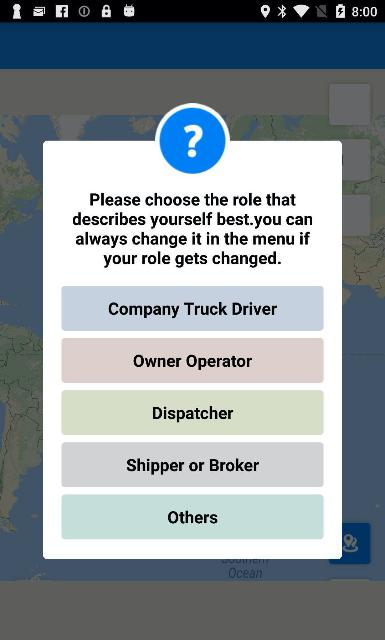 8:00
?
Please choose the role that
describes yourself best.you can
always change it in the menu if
your role gets changed.
Company Truck Driver
Owner Operator
Dispatcher
Shipper or Broker
Others
Southern
Ocean